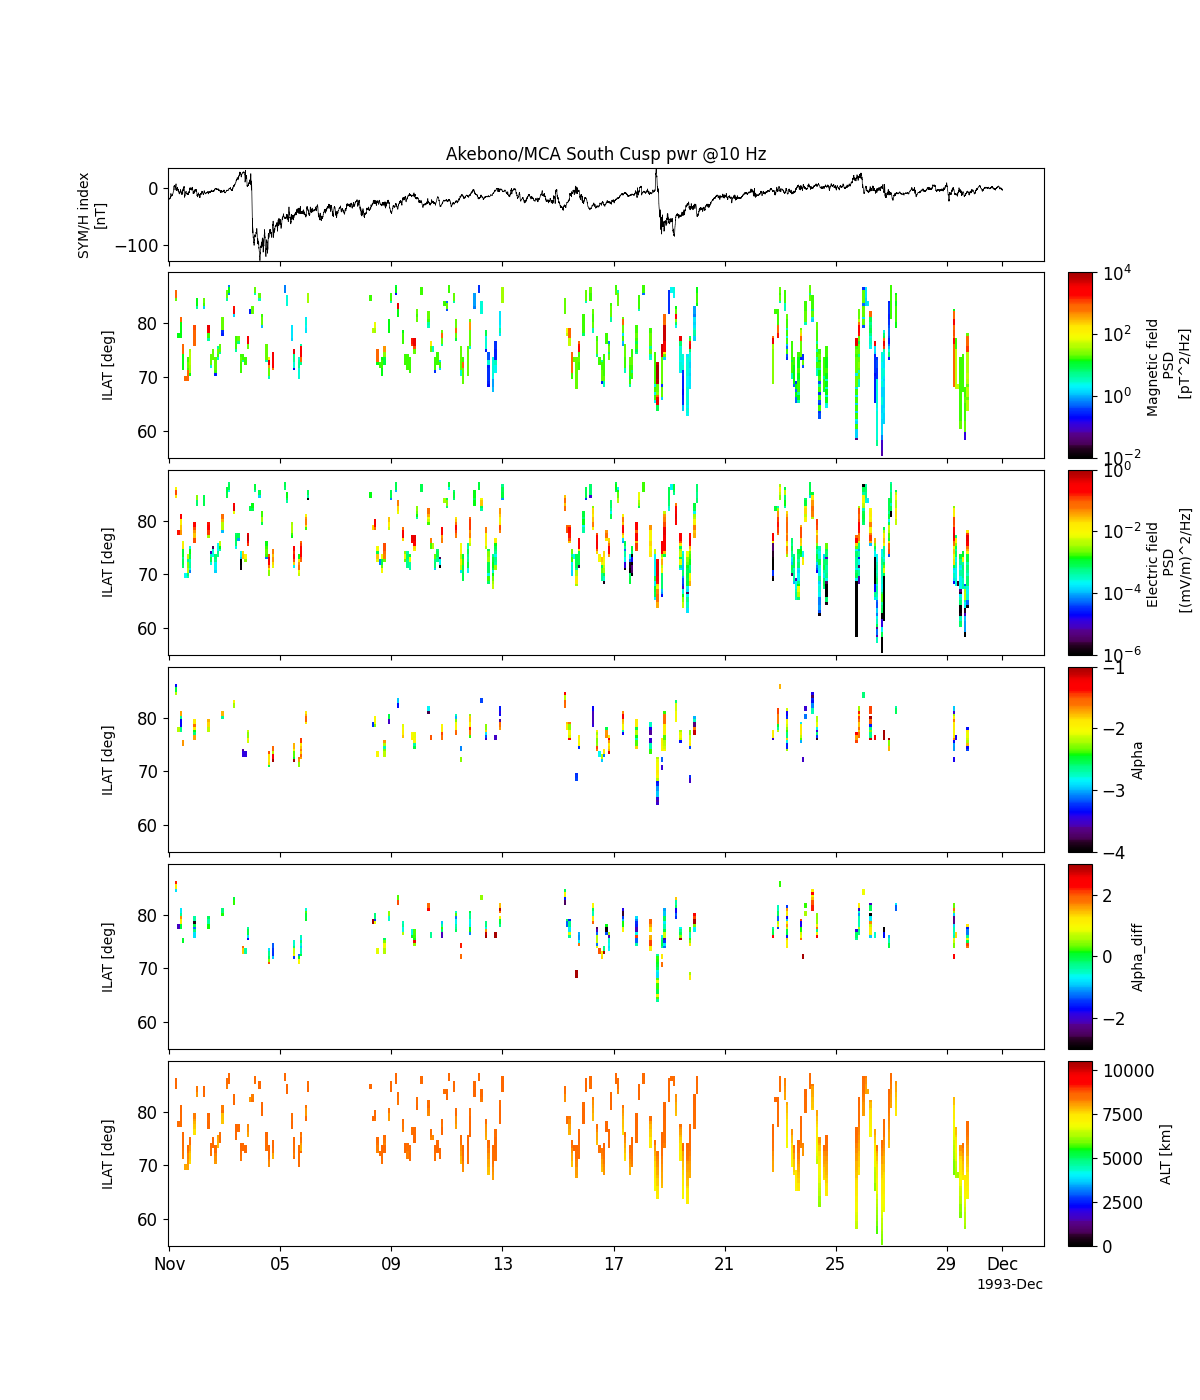 Akebono/MCA South Cusp pwr @10 Hz
SYM/H index
[nT]
0
−100
ILAT [deg]
80
70
60
10^4
10^2
10^0
10^-2
Magnetic field
PSD
[pT^2/Hz]
ILAT [deg]
80
70
60
10^0
10^-2
10^-4
10^-6
Electric field
PSD
[(mV/m)^2/Hz]
ILAT [deg]
80
70
60
−1
−2
−3
−4
Alpha
ILAT [deg]
80
70
60
2
0
−2
Alpha_diff
ILAT [deg]
80
70
60
10000
7500
5000
2500
0
ALT [km]
Nov 05 09 13 17 21 25 29 Dec
1993-Dec